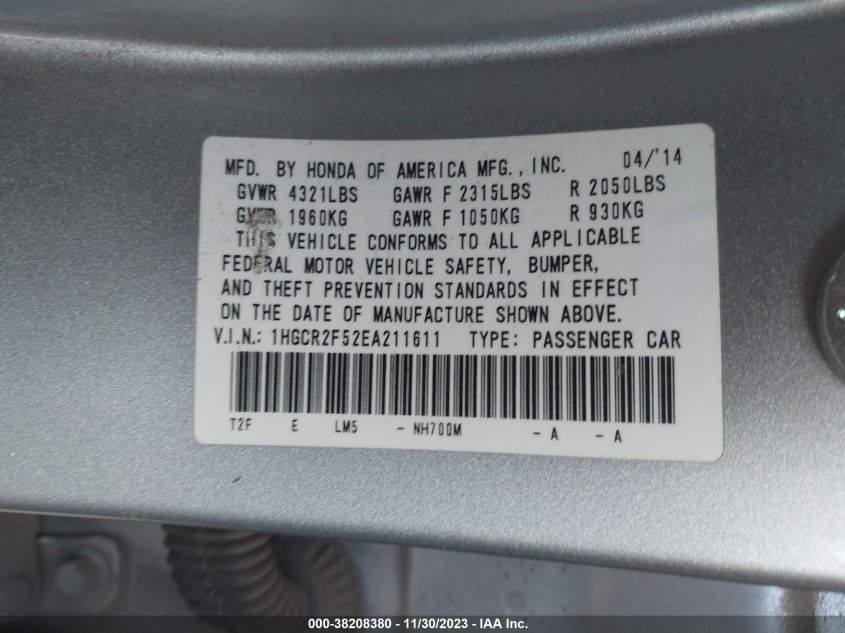 MFD. BY HONDA OF AMERICA MFG., INC. 04/'14
GVWR 4321LBS GAWR F 2315LBS R 2050LBS
GVWR 1960KG GAWR F 1050KG R 930KG
THIS VEHICLE CONFORMS TO ALL APPLICABLE
FEDERAL MOTOR VEHICLE SAFETY, BUMPER,
AND THEFT PREVENTION STANDARDS IN EFFECT
ON THE DATE OF MANUFACTURE SHOWN ABOVE.
V.I.N.: 1HGCR2F52EA211611 TYPE: PASSENGER CAR
T2F E LM5 - NH700M - A - A
000-38208380 - 11/30/2023 - IAA Inc.